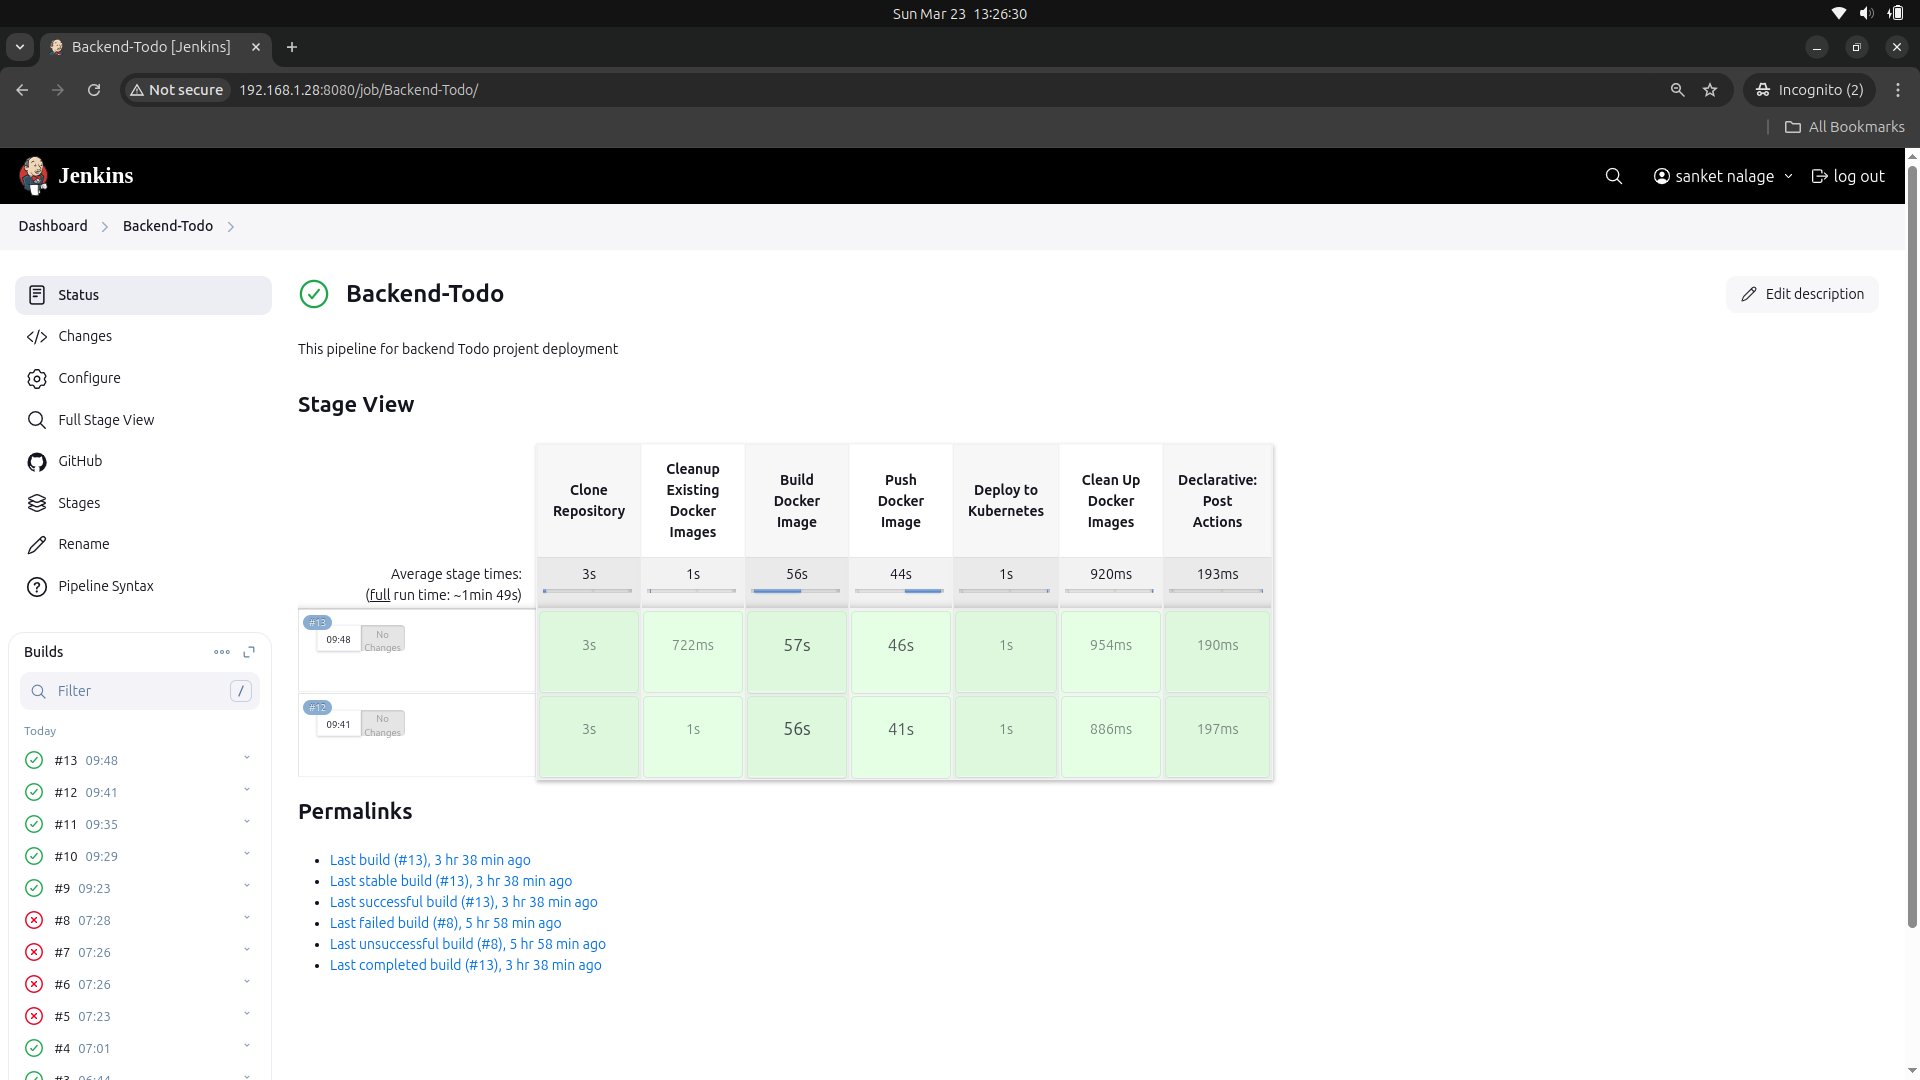 Sun Mar 23 13:26:30
Backend-Todo [Jenkins]
Not secure 192.168.1.28:8080/job/Backend-Todo/ Incognito (2)
All Bookmarks
Jenkins sanket nalage log out
Dashboard Backend-Todo
Status
Changes
Configure
Full Stage View
GitHub
Stages
Rename
Pipeline Syntax
Builds
Filter /
Today
#13 09:48
#12 09:41
#11 09:35
#10 09:29
#9 09:23
#8 07:28
#7 07:26
#6 07:26
#5 07:23
#4 07:01
Backend-Todo
Edit description
This pipeline for backend Todo projent deployment
Stage View
Clone
Repository
Cleanup
Existing
Docker
Images
Build
Docker
Image
Push
Docker
Image
Deploy to
Kubernetes
Clean Up
Docker
Images
Declarative:
Post
Actions
Average stage times:
(full run time: ~1min 49s)
3s 1s 56s 44s 1s 920ms 193ms
#13
09:48 No
Changes
3s 722ms 57s 46s 1s 954ms 190ms
#12
09:41 No
Changes
3s 1s 56s 41s 1s 886ms 197ms
Permalinks
Last build (#13), 3 hr 38 min ago
Last stable build (#13), 3 hr 38 min ago
Last successful build (#13), 3 hr 38 min ago
Last failed build (#8), 5 hr 58 min ago
Last unsuccessful build (#8), 5 hr 58 min ago
Last completed build (#13), 3 hr 38 min ago